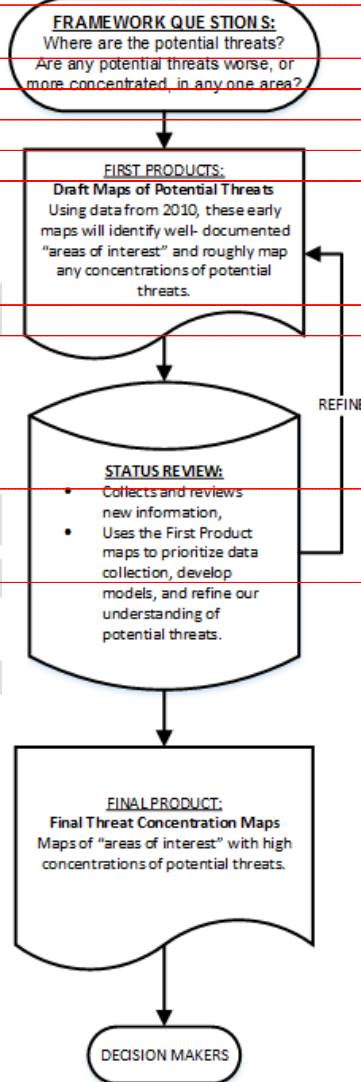 FRAMEWORK QUESTIONS:
Where are the potential threats?
Are any potential threats worse, or
more concentrated, in any one area?
FIRST PRODUCTS:
Draft Maps of Potential Threats
Using data from 2010, these early
maps will identify well- documented
“areas of interest” and roughly map
any concentrations of potential
threats.
REFINE
STATUS REVIEW:
• Collects and reviews
new information,
• Uses the First Product
maps to prioritize data
collection, develop
models, and refine our
understanding of
potential threats.
FINAL PRODUCT:
Final Threat Concentration Maps
Maps of “areas of interest” with high
concentrations of potential threats.
DECISION MAKERS